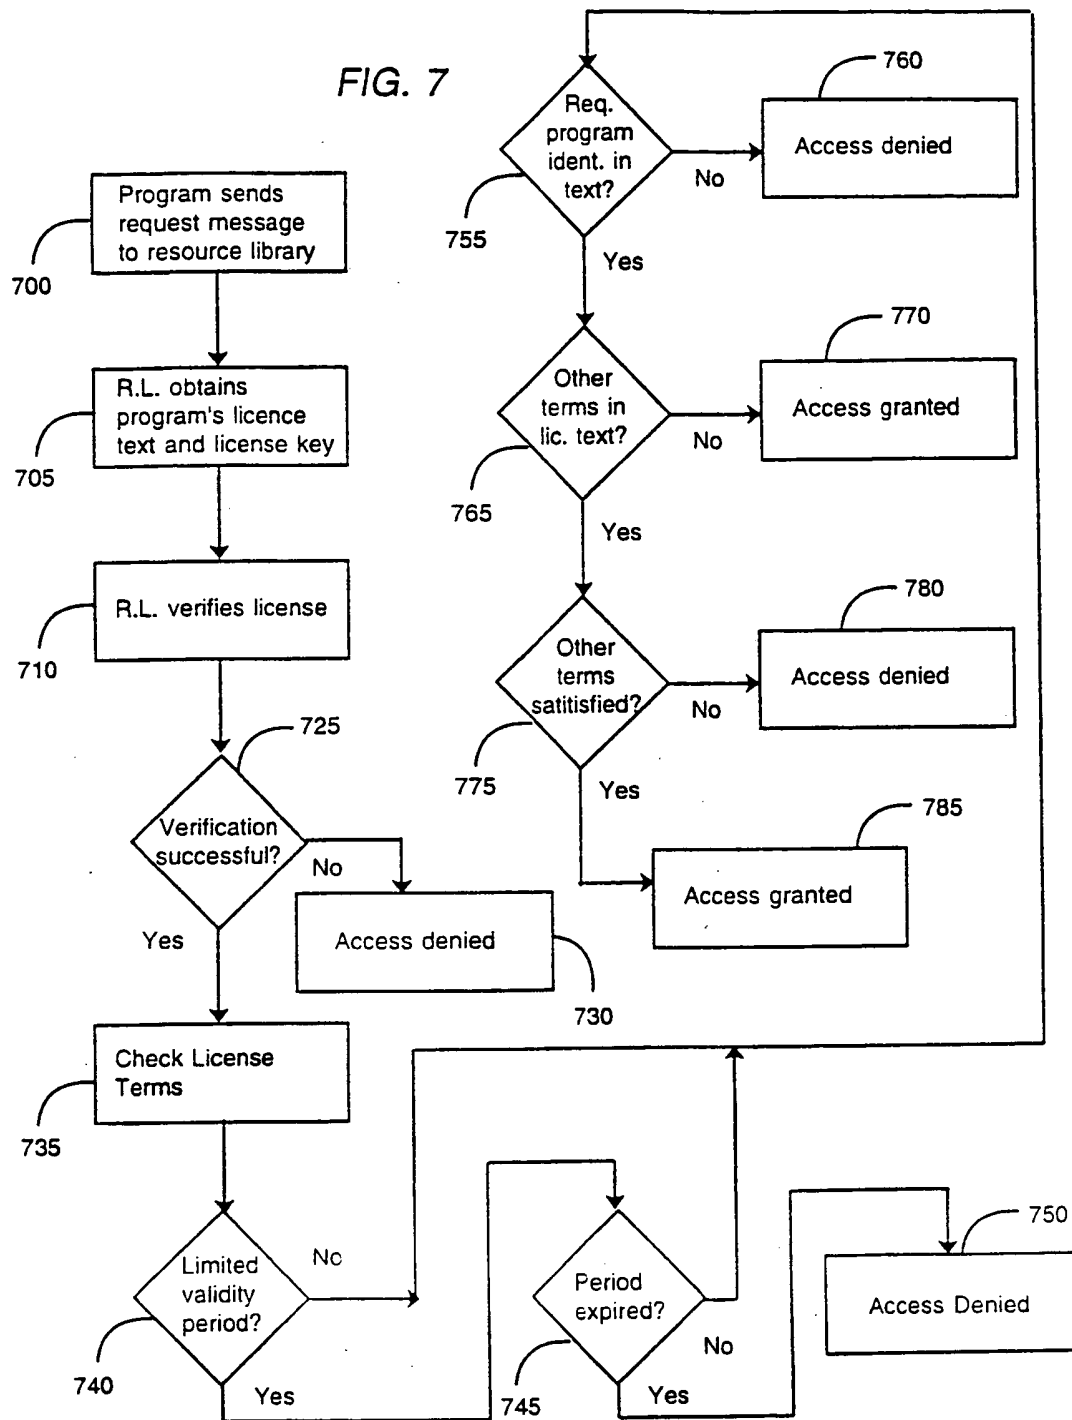 FIG. 7
Program sends
request message
to resource library
700
R.L. obtains
program's licence
text and license key
705
R.L. verifies license
710
725
Verification
successful?
No
Yes
Access denied
730
Check License
Terms
735
Limited
validity
period?
No
740
Yes
Period
expired?
No
745
Yes
750
Access Denied
Req.
program
ident. in
text?
755
No
760
Access denied
Yes
Other
terms in
lic. text?
765
No
770
Access granted
Yes
Other
terms
satitisfied?
775
No
780
Access denied
Yes
785
Access granted